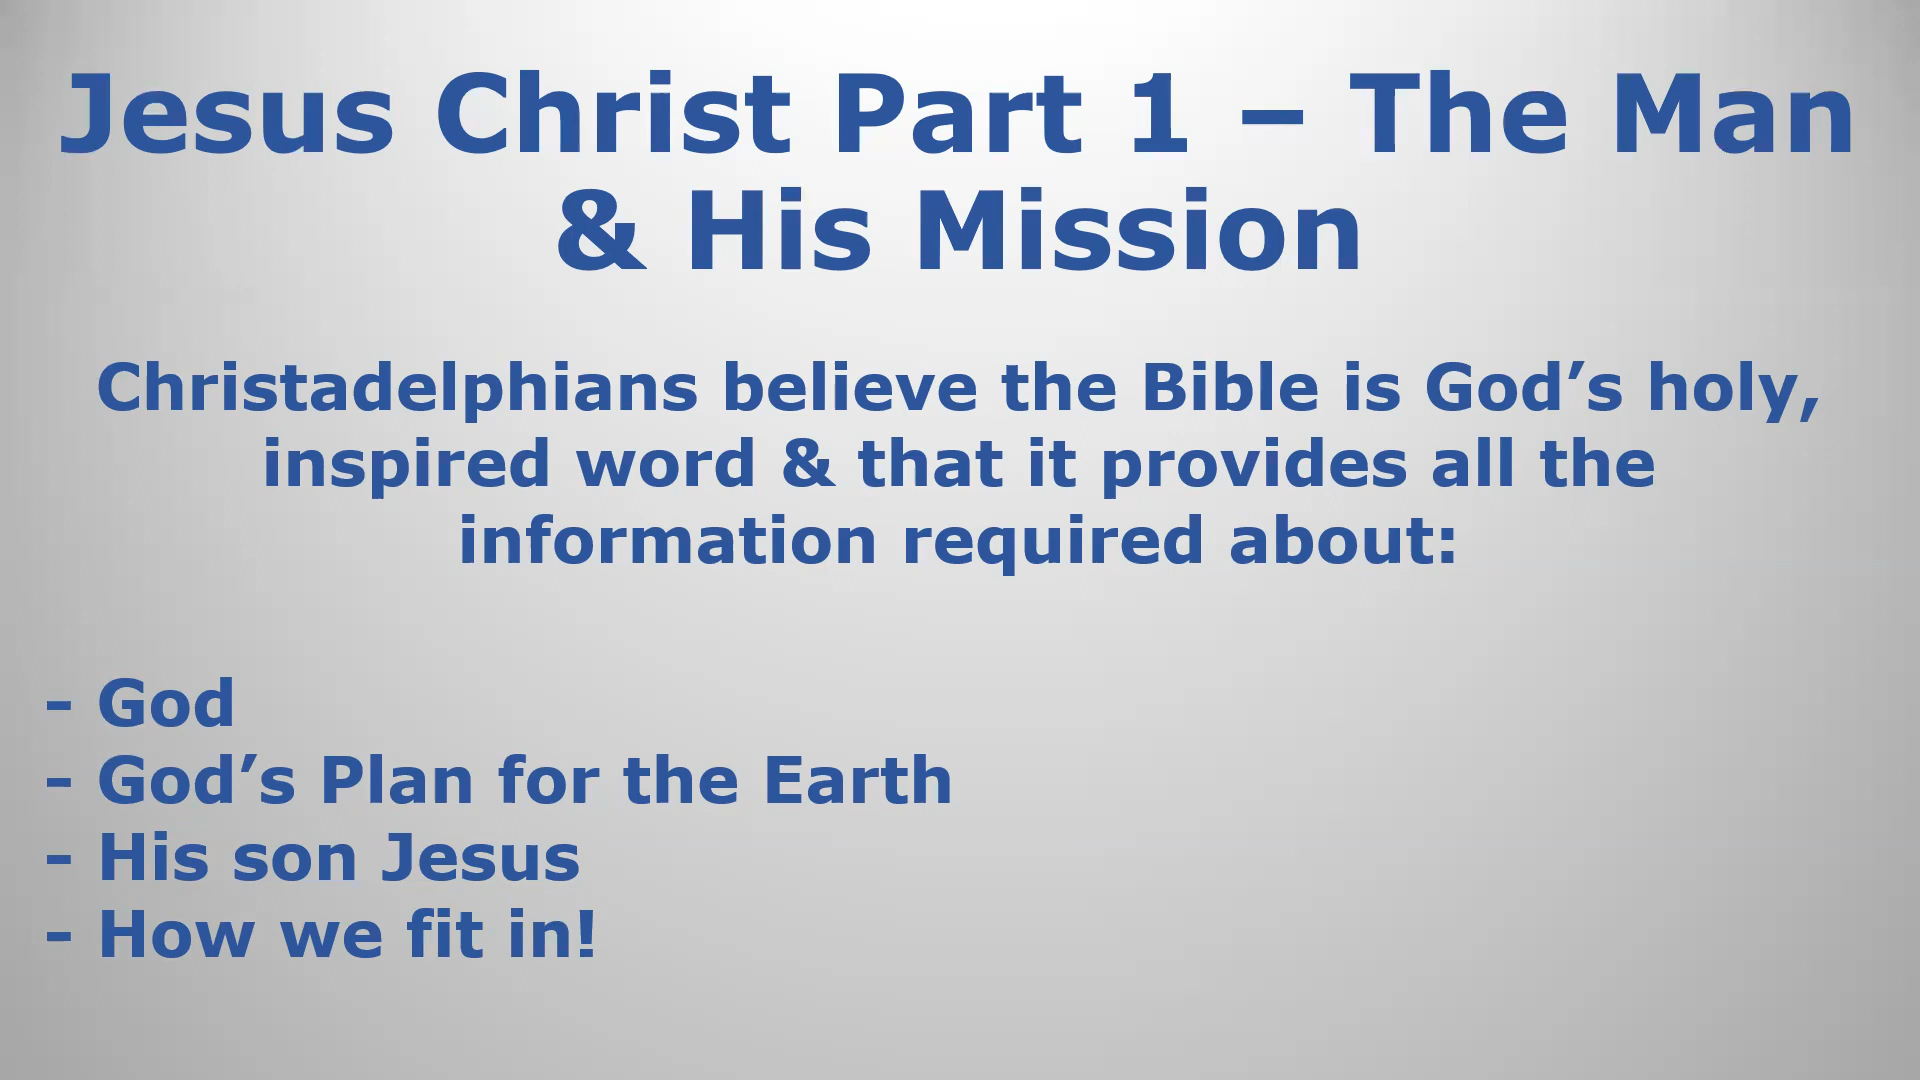 Jesus Christ Part 1 – The Man
& His Mission
Christadelphians believe the Bible is God’s holy,
inspired word & that it provides all the
information required about:
- God
- God’s Plan for the Earth
- His son Jesus
- How we fit in!